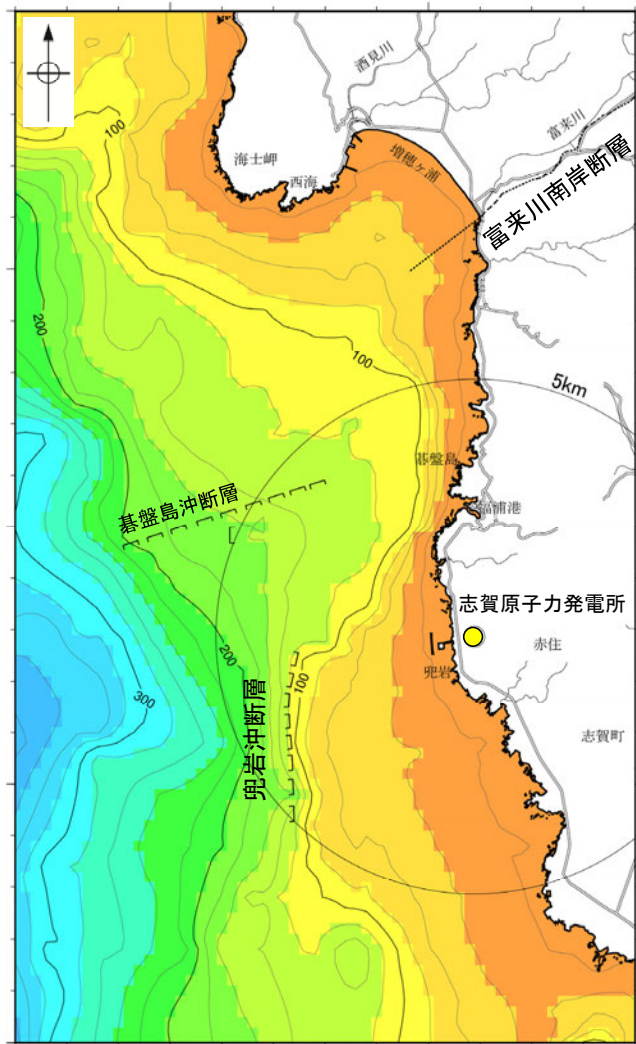 酒見川
100
富来川
増穂ヶ浦
海士岬
西海
富来川南岸断層
200
100
5km
碁盤島
碁盤島沖断層
福浦港
志賀原子力発電所
200
赤住
100
兜岩
300
兜岩沖断層
志賀町